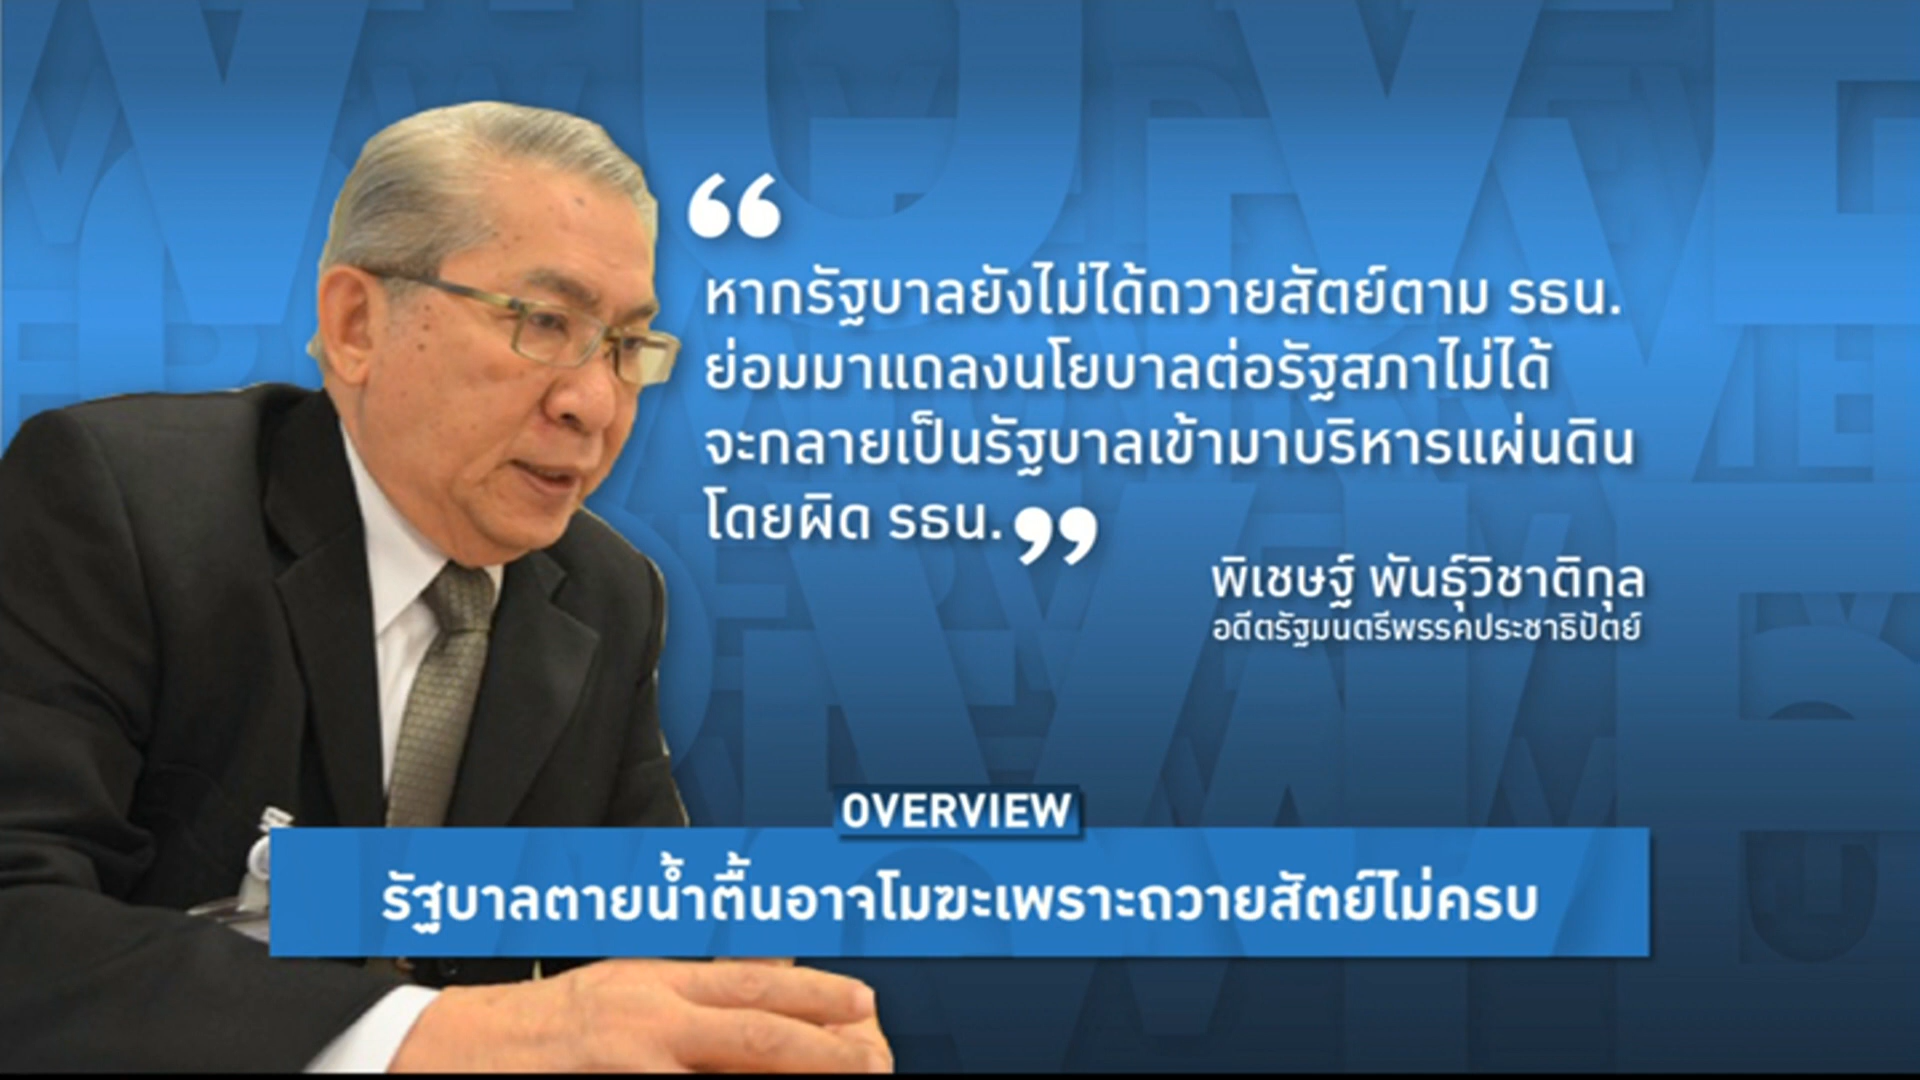 “
หากรัฐบาลยังไม่ได้ถวายสัตย์ตาม รธน.
ย่อมมาแถลงนโยบาลต่อรัฐสภาไม่ได้
จะกลายเป็นรัฐบาลเข้ามาบริหารแผ่นดิน
โดยผิด รธน. ”
พิเชษฐ์ พันธุ์วิชาติกุล
อดีตรัฐมนตรีพรรคประชาธิปัตย์
OVERVIEW
รัฐบาลตายน้ำตื้นอาจโมฆะเพราะถวายสัตย์ไม่ครบ